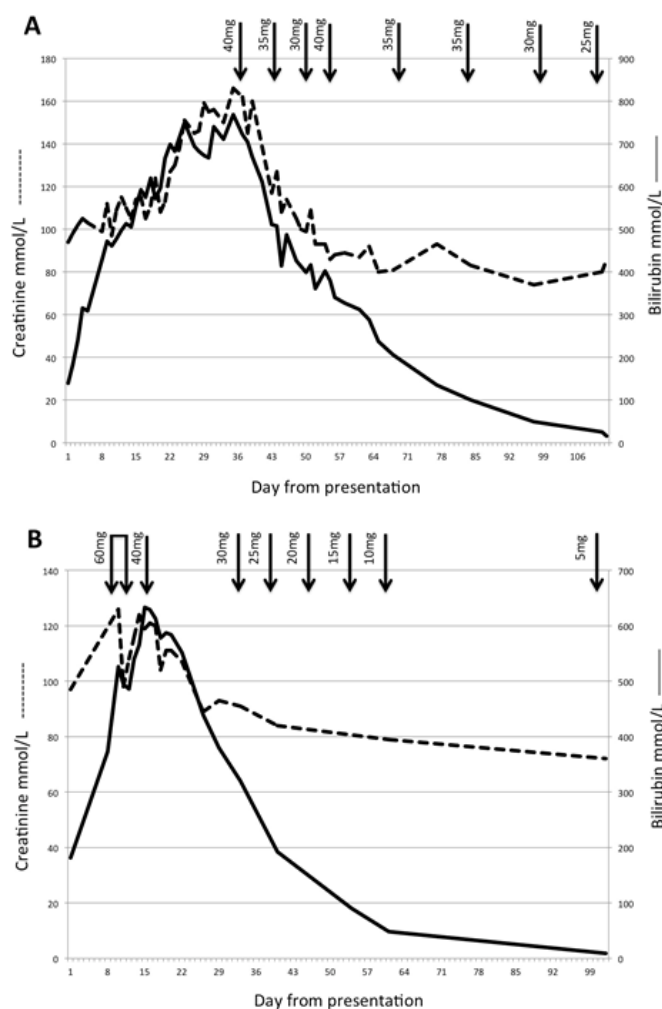 A
40mg
35mg
30mg
40mg
35mg
35mg
30mg
25mg
180
160
140
120
100
80
60
40
20
0
Creatinine mmol/L
900
800
700
600
500
400
300
200
100
0
Bilirubin mmol/L
1 8 15 22 29 36 43 50 57 64 71 78 85 92 99 106
Day from presentation
B
60mg
40mg
30mg
25mg
20mg
15mg
10mg
5mg
140
120
100
80
60
40
20
0
Creatinine mmol/L
700
600
500
400
300
200
100
0
Bilirubin mmol/L
1 8 15 22 29 36 43 50 57 64 71 78 85 92 99
Day from presentation